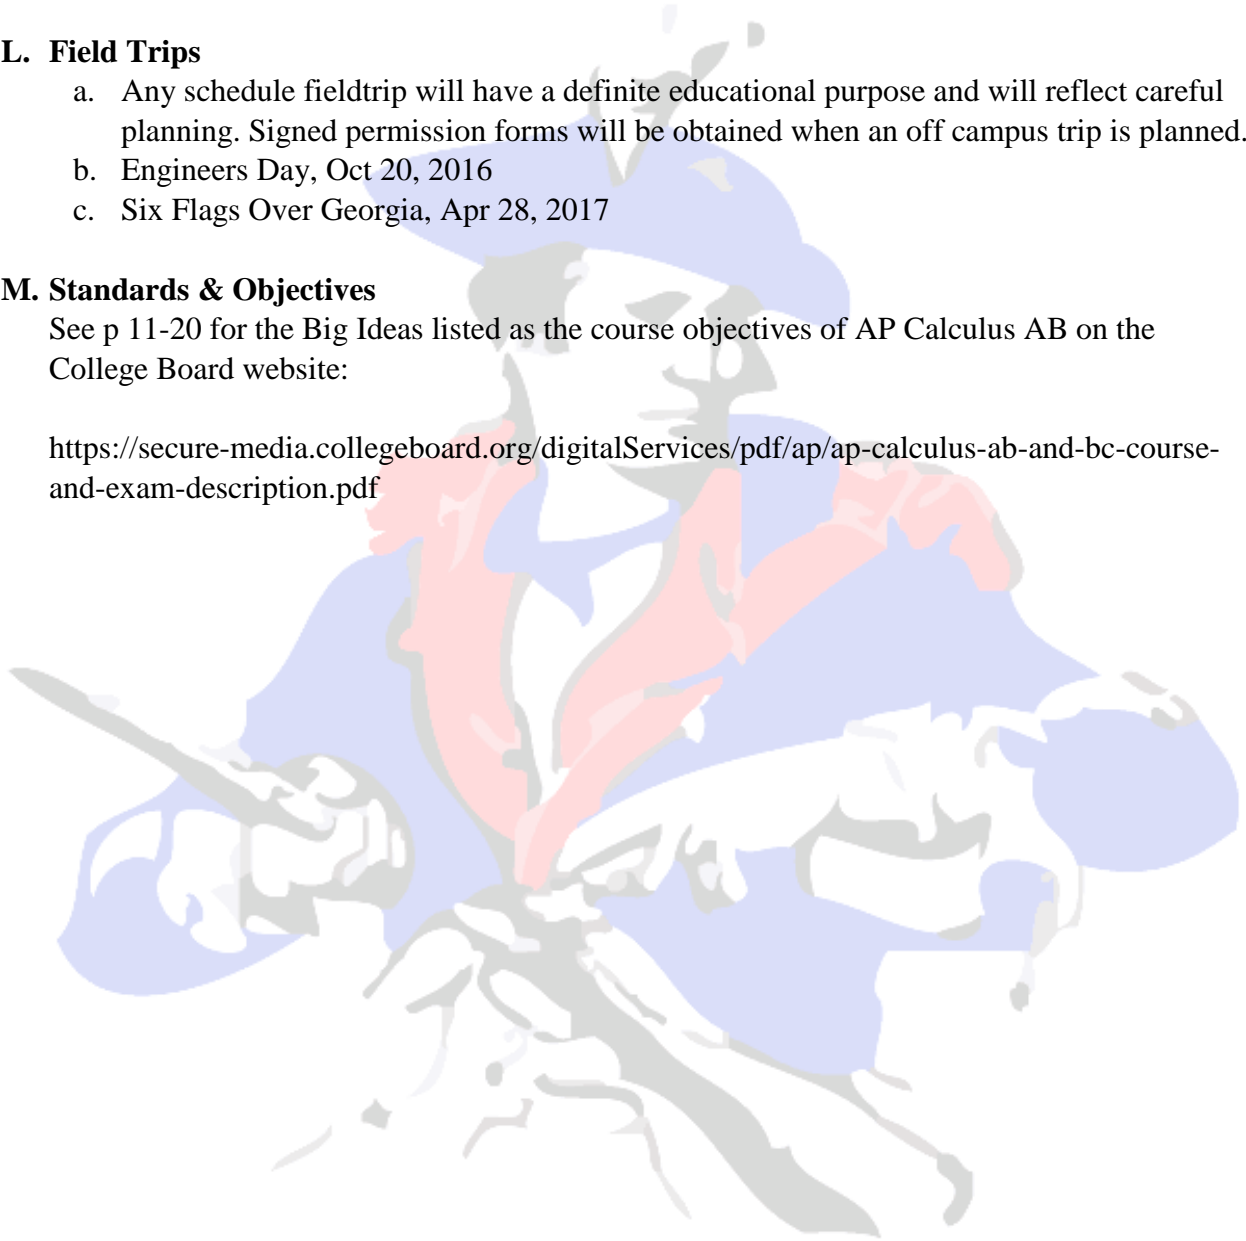 L. Field Trips
a. Any schedule fieldtrip will have a definite educational purpose and will reflect careful
planning. Signed permission forms will be obtained when an off campus trip is planned.
b. Engineers Day, Oct 20, 2016
c. Six Flags Over Georgia, Apr 28, 2017
M. Standards & Objectives
See p 11-20 for the Big Ideas listed as the course objectives of AP Calculus AB on the
College Board website:
https://secure-media.collegeboard.org/digitalServices/pdf/ap/ap-calculus-ab-and-bc-course-
and-exam-description.pdf